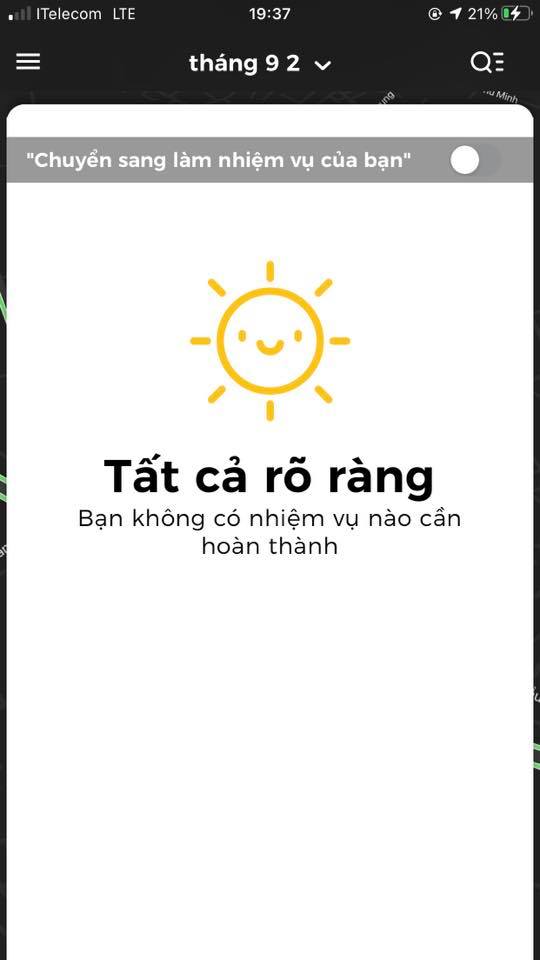 ITelecom LTE 19:37 21%
tháng 9 2
"Chuyển sang làm nhiệm vụ của bạn"
Tất cả rõ ràng
Bạn không có nhiệm vụ nào cần
hoàn thành